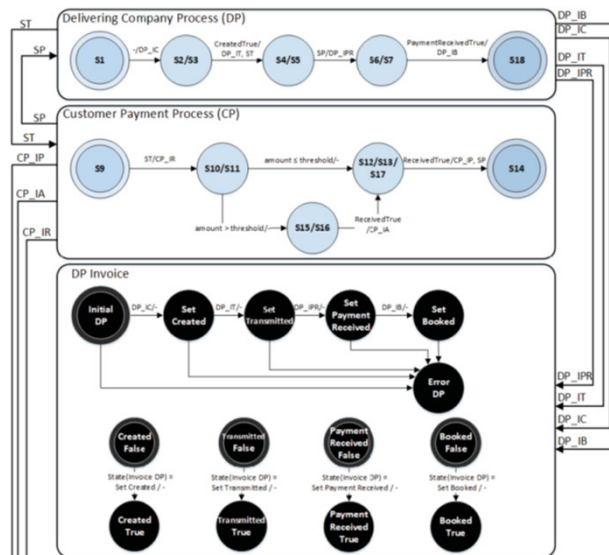 Delivering Company Process (DP)
DP_IB
DP_IC
ST
DP_IT
DP_IPR
SP
S1
-/DP_IC
S2/S3
CreatedTrue/
DP_IT, ST
S4/S5
SP/DP_IPR
S6/S7
PaymentReceivedTrue/
DP_IB
S18
SP
ST
CP_IP
CP_IA
CP_IR
Customer Payment Process (CP)
S9
ST/CP_IR
S10/S11
amount ≤ threshold/-
S12/S13/
S17
ReceivedTrue/CP_IP, SP
S14
amount > threshold/-
S15/S16
ReceivedTrue
/CP_IA
DP Invoice
Initial
DP
DP_IC/-
Set
Created
DP_IT/-
Set
Transmitted
DP_IPR/-
Set
Payment
Received
DP_IB/-
Set
Booked
Error
DP
DP_IPR
DP_IT
DP_IC
DP_IB
Created
False
State(Invoice DP) =
Set Created / -
Created
True
Transmitted
False
State(Invoice DP) =
Set Transmitted / -
Transmitted
True
Payment
Received
False
State(Invoice DP) =
Set Payment Received / -
Payment
Received
True
Booked
False
State(Invoice DP) =
Set Booked / -
Booked
True